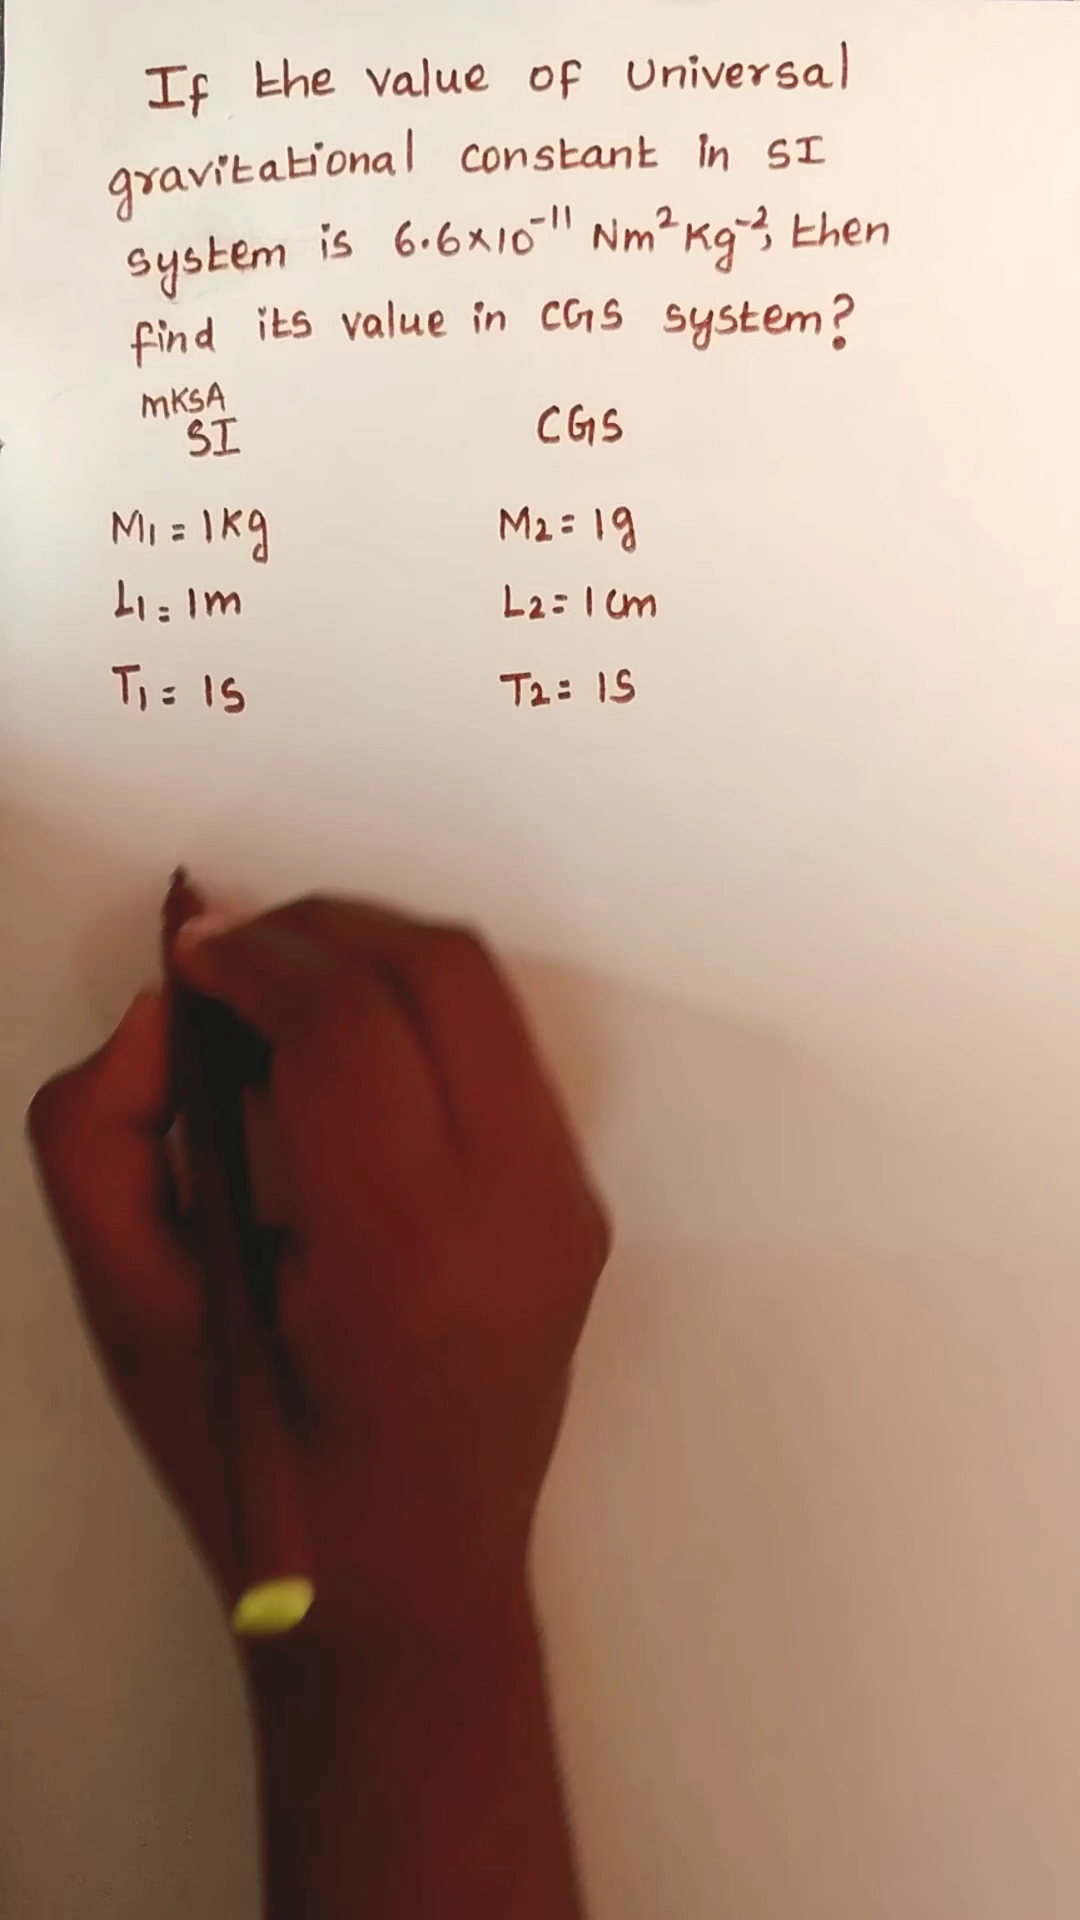 If the value of universal
gravitational constant in SI
system is 6.6×10⁻¹¹ Nm²Kg⁻², then
find its value in CGS system?
MKSA
SI CGS
M₁ = 1Kg M₂ = 1g
L₁ = 1m L₂ = 1cm
T₁ = 1S T₂ = 1S